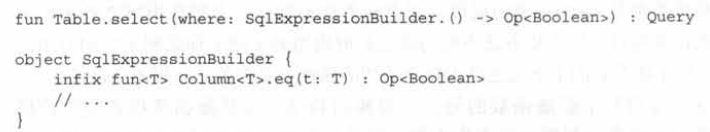 fun Table.select(where: SqlExpressionBuilder.() -> Op<Boolean>) : Query
object SqlExpressionBuilder {
    infix fun<T> Column<T>.eq(t: T) : Op<Boolean>
    // ...
}